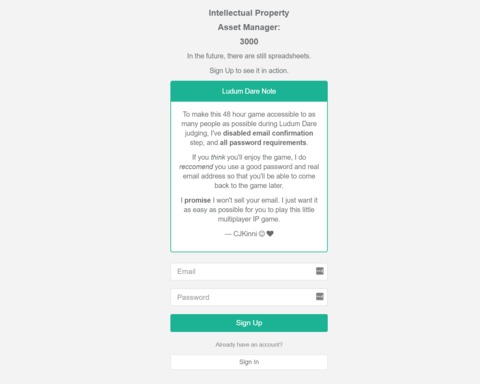 Intellectual Property
Asset Manager:
3000
In the future, there are still spreadsheets.
Sign Up to see it in action.
Ludum Dare Note
To make this 48 hour game accessible to as
many people as possible during Ludum Dare
judging, I've disabled email confirmation
step, and all password requirements.
If you think you'll enjoy the game, I do
reccomend you use a good password and real
email address so that you'll be able to come
back to the game later.
I promise I won't sell your email. I just want it
as easy as possible for you to play this little
multiplayer IP game.
— CJKinni
Email
Password
Sign Up
Already have an account?
Sign In